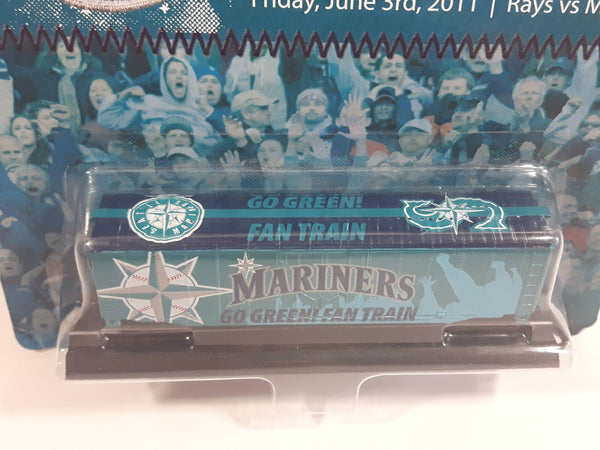 Friday, June 3rd, 2011 | Rays vs M
GO GREEN!
FAN TRAIN
MARINERS
GO GREEN! FAN TRAIN